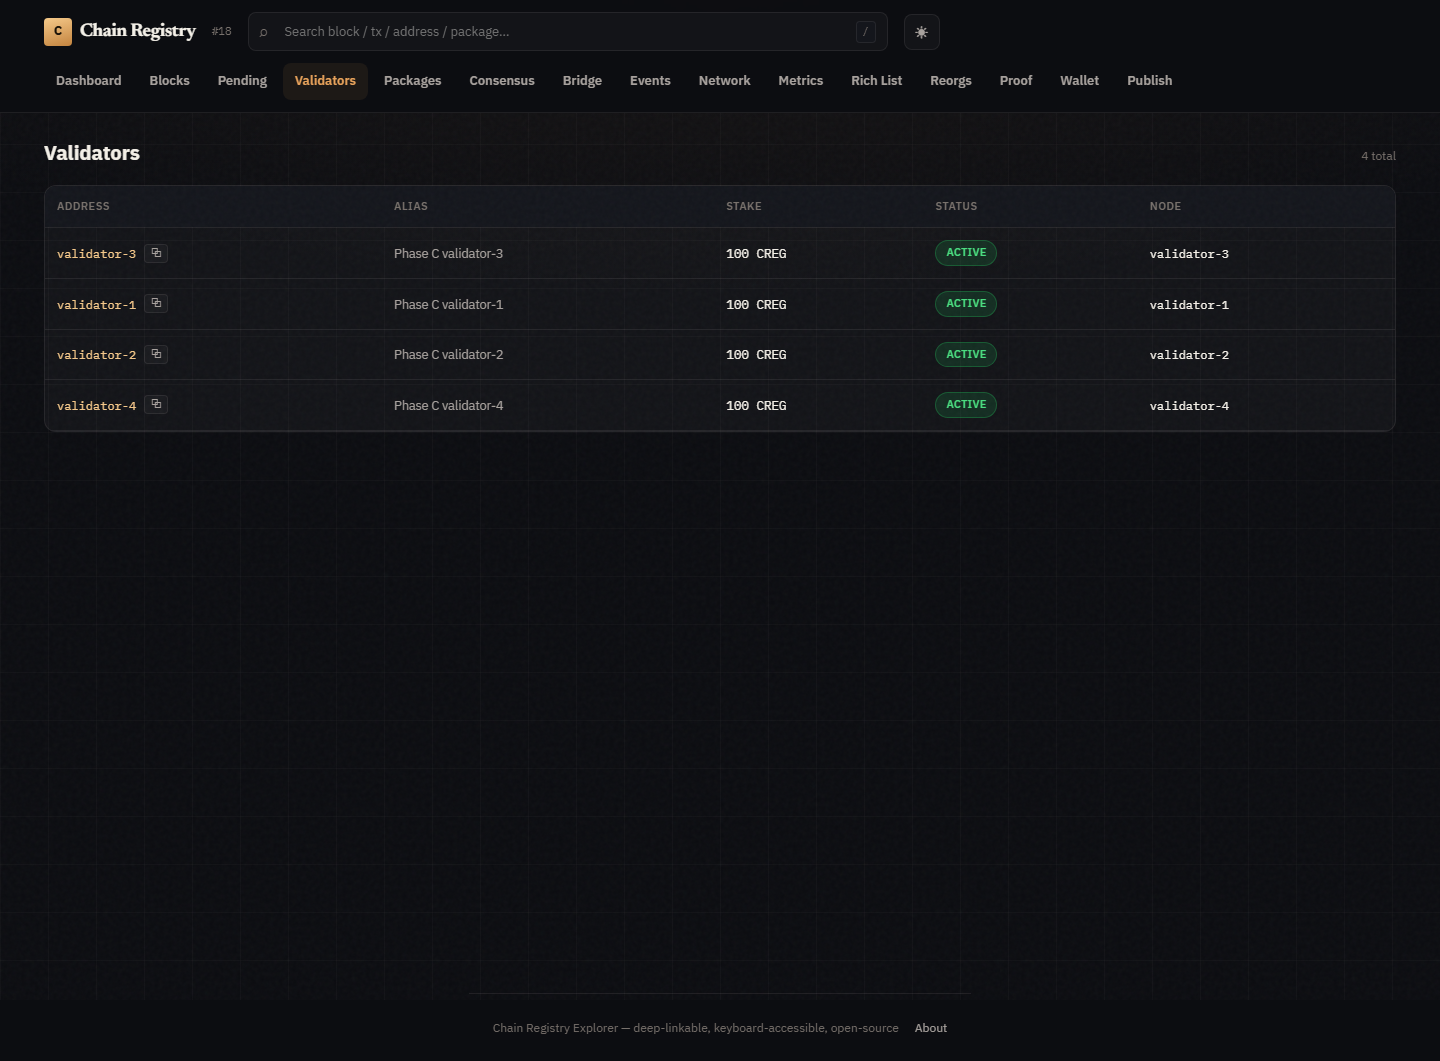 C Chain Registry #18 Search block / tx / address / package... /
Dashboard Blocks Pending Validators Packages Consensus Bridge Events Network Metrics Rich List Reorgs Proof Wallet Publish
Validators 4 total
ADDRESS ALIAS STAKE STATUS NODE
validator-3 Phase C validator-3 100 CREG ACTIVE validator-3
validator-1 Phase C validator-1 100 CREG ACTIVE validator-1
validator-2 Phase C validator-2 100 CREG ACTIVE validator-2
validator-4 Phase C validator-4 100 CREG ACTIVE validator-4
Chain Registry Explorer — deep-linkable, keyboard-accessible, open-source About